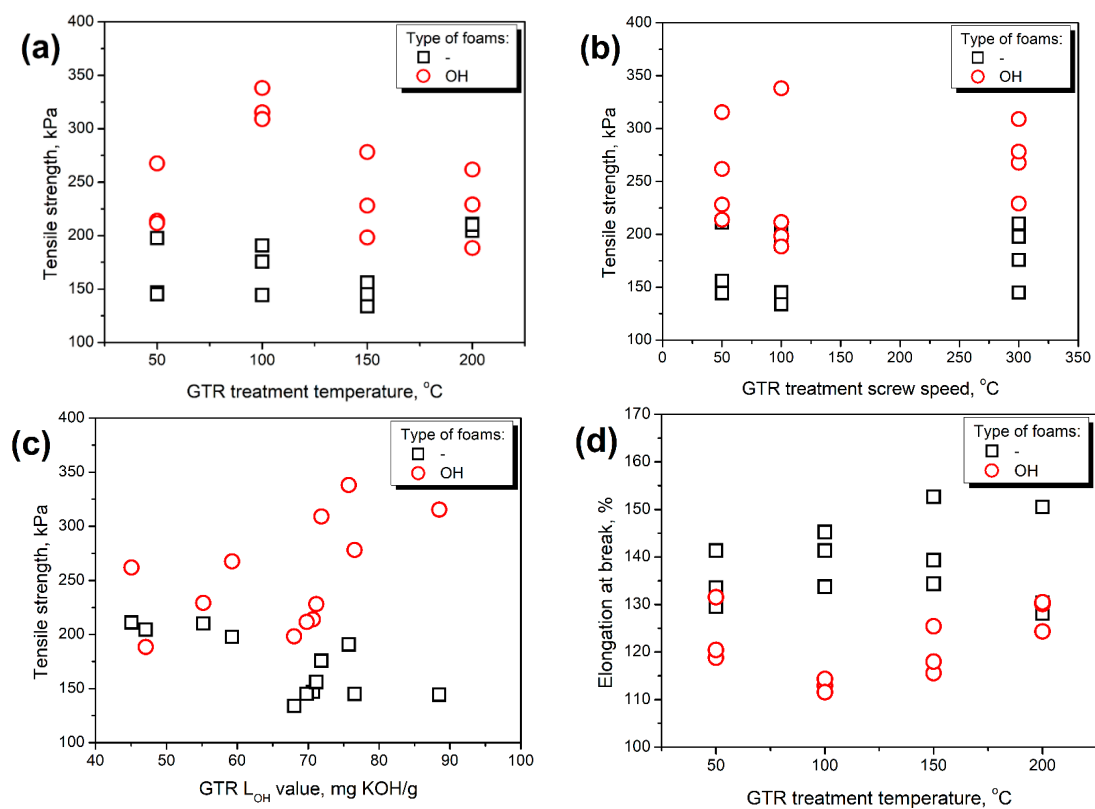 (a)
Tensile strength, kPa
400
350
300
250
200
150
100
Type of foams:
-
OH
50 100 150 200
GTR treatment temperature, °C
(b)
Tensile strength, kPa
400
350
300
250
200
150
100
Type of foams:
-
OH
0 50 100 150 200 250 300 350
GTR treatment screw speed, °C
(c)
Tensile strength, kPa
400
350
300
250
200
150
100
Type of foams:
-
OH
40 50 60 70 80 90 100
GTR L_OH value, mg KOH/g
(d)
Elongation at break, %
170
160
150
140
130
120
110
100
Type of foams:
-
OH
50 100 150 200
GTR treatment temperature, °C